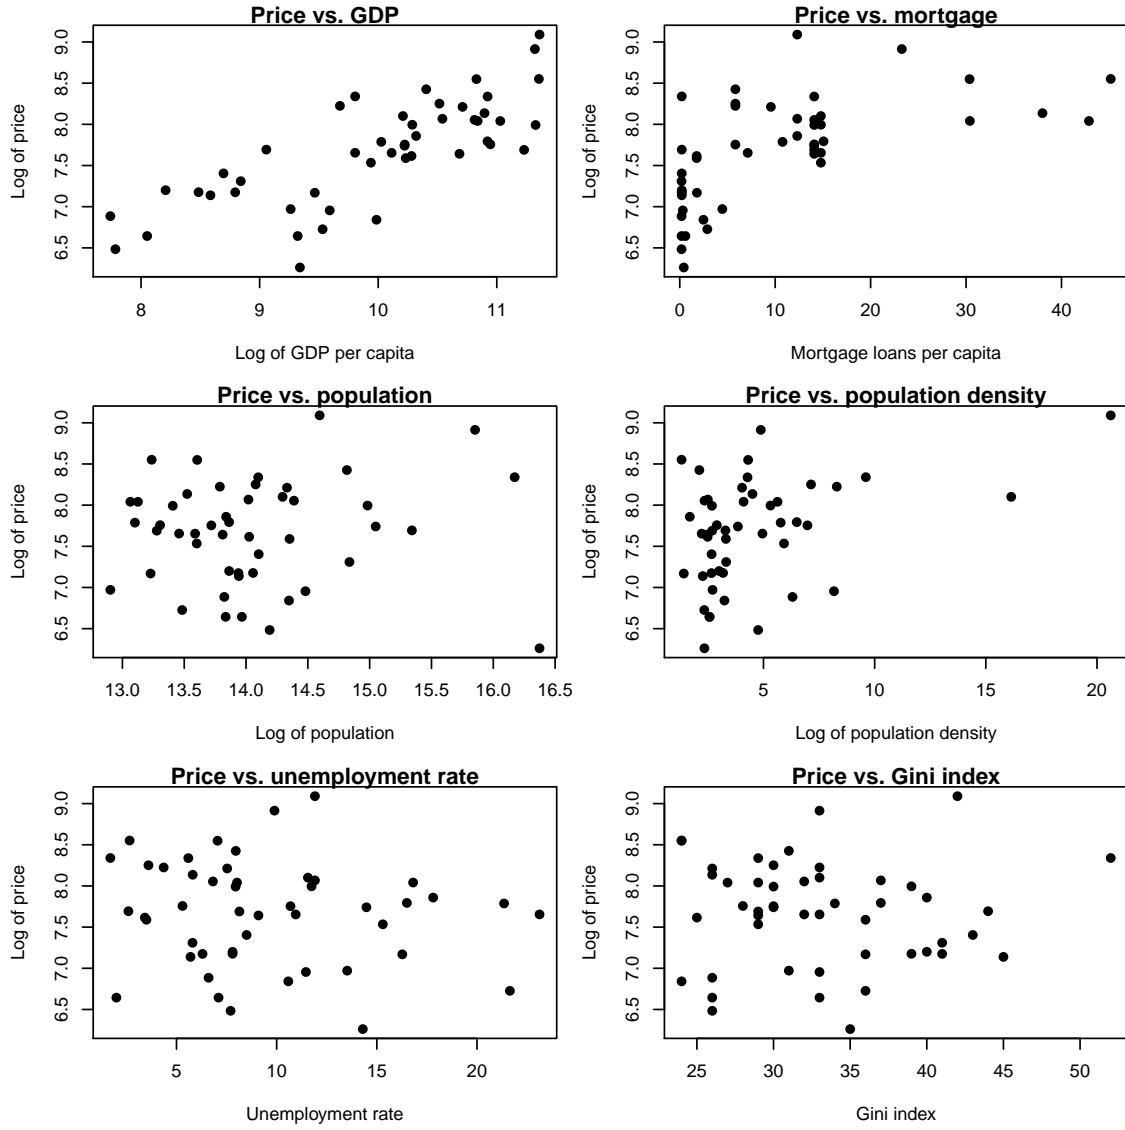 Price vs. GDP
Log of price
6.5 7.0 7.5 8.0 8.5 9.0
8 9 10 11
Log of GDP per capita
Price vs. mortgage
Log of price
6.5 7.0 7.5 8.0 8.5 9.0
0 10 20 30 40
Mortgage loans per capita
Price vs. population
Log of price
6.5 7.0 7.5 8.0 8.5 9.0
13.0 13.5 14.0 14.5 15.0 15.5 16.0 16.5
Log of population
Price vs. population density
Log of price
6.5 7.0 7.5 8.0 8.5 9.0
5 10 15 20
Log of population density
Price vs. unemployment rate
Log of price
6.5 7.0 7.5 8.0 8.5 9.0
5 10 15 20
Unemployment rate
Price vs. Gini index
Log of price
6.5 7.0 7.5 8.0 8.5 9.0
25 30 35 40 45 50
Gini index